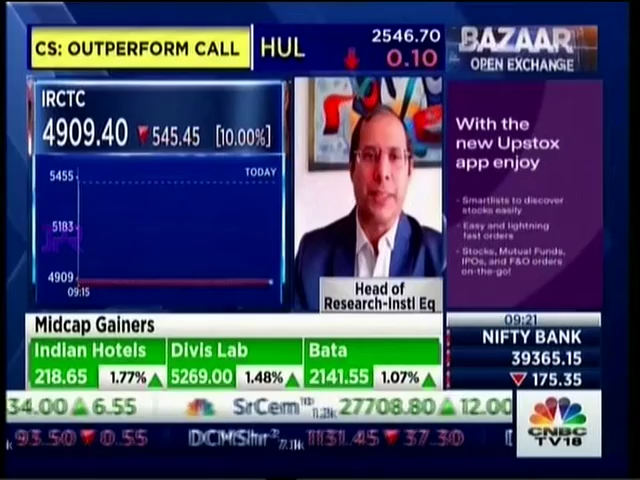 CS: OUTPERFORM CALL
HUL
2546.70
0.10
BAZAAR
OPEN EXCHANGE
IRCTC
4909.40 545.45 [10.00%]
TODAY
5455
5183
4909
09:15
Head of
Research-Instl Eq
With the
new Upstox
app enjoy
- Smartlists to discover
stocks easily
- Easy and lightning
fast orders
- Stocks, Mutual Funds,
IPOs, and F&O orders
on-the-go!
Midcap Gainers
Indian Hotels
218.65 1.77%
Divis Lab
5269.00 1.48%
Bata
2141.55 1.07%
09:21
NIFTY BANK
39365.15
175.35
34.00 6.55 SrCem 27708.80 12.00
93.50 0.55 1131.45 37.30
CNBC
TV18